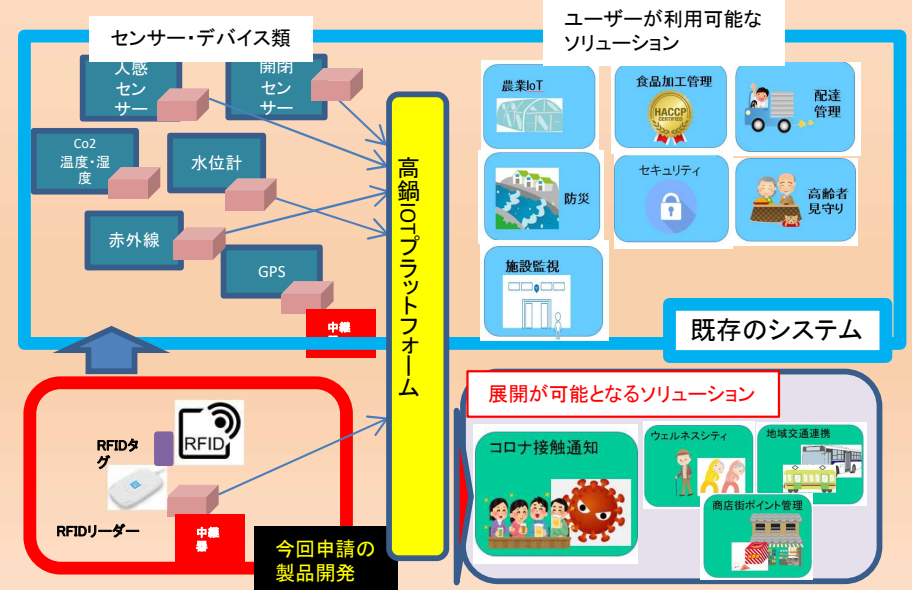 センサー・デバイス類
ユーザーが利用可能な
ソリューション
人感
セン
サー
開閉
セン
サー
Co2
温度・湿
度
水位計
赤外線
GPS
中継
高鍋IOTプラットフォーム
農業IoT
食品加工管理
HACCP
CERTIFIED
配達
管理
防災
セキュリティ
高齢者
見守り
施設監視
既存のシステム
RFIDタ
グ
RFID
RFIDリーダー
中継
器
今回申請の
製品開発
展開が可能となるソリューション
コロナ接触通知
ウェルネスシティ
地域交通連携
商店街ポイント管理